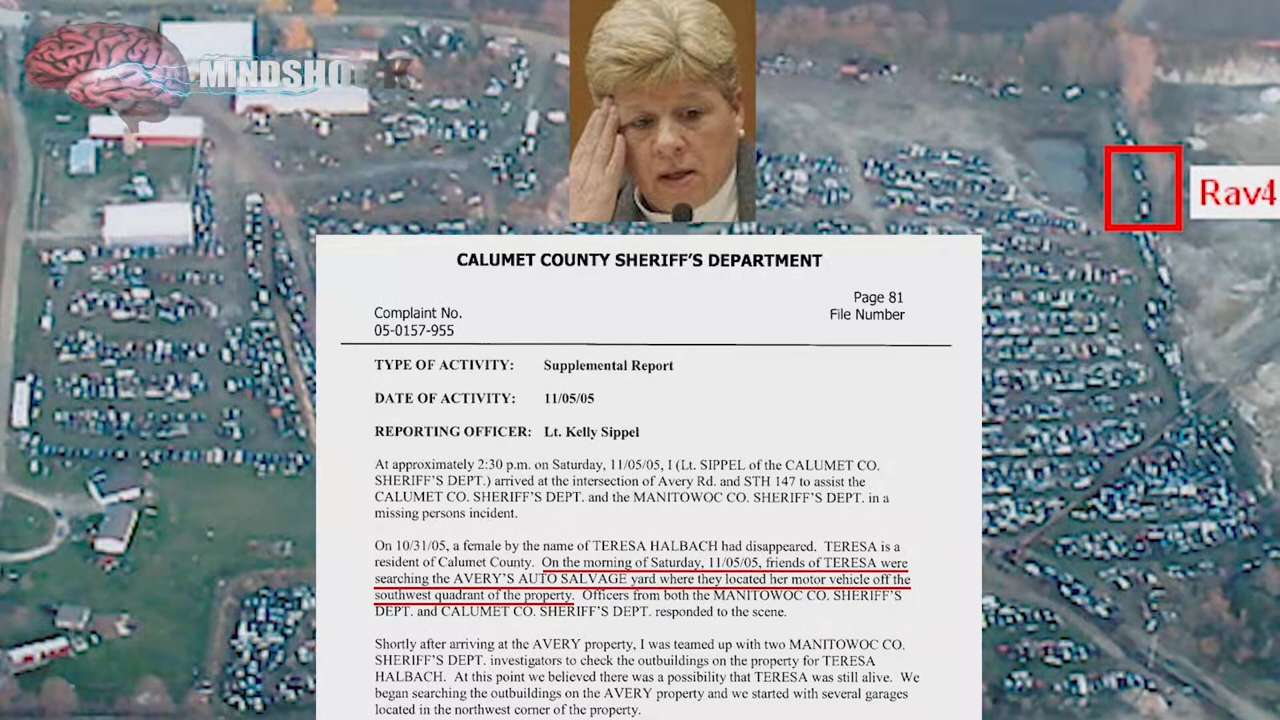 MINDSHOCK
Rav4
CALUMET COUNTY SHERIFF'S DEPARTMENT
Page 81
Complaint No.
File Number
05-0157-955
TYPE OF ACTIVITY: Supplemental Report
DATE OF ACTIVITY: 11/05/05
REPORTING OFFICER: Lt. Kelly Sippel
At approximately 2:30 p.m. on Saturday, 11/05/05, I (Lt. SIPPEL of the CALUMET CO.
SHERIFF'S DEPT.) arrived at the intersection of Avery Rd. and STH 147 to assist the
CALUMET CO. SHERIFF'S DEPT. and the MANITOWOC CO. SHERIFF'S DEPT. in a
missing persons incident.
On 10/31/05, a female by the name of TERESA HALBACH had disappeared. TERESA is a
resident of Calumet County. On the morning of Saturday, 11/05/05, friends of TERESA were
searching the AVERY'S AUTO SALVAGE yard where they located her motor vehicle off the
southwest quadrant of the property. Officers from both the MANITOWOC CO. SHERIFF'S
DEPT. and CALUMET CO. SHERIFF'S DEPT. responded to the scene.
Shortly after arriving at the AVERY property, I was teamed up with two MANITOWOC CO.
SHERIFF'S DEPT. investigators to check the outbuildings on the property for TERESA
HALBACH. At this point we believed there was a possibility that TERESA was still alive. We
began searching the outbuildings on the AVERY property and we started with several garages
located in the northwest corner of the property.